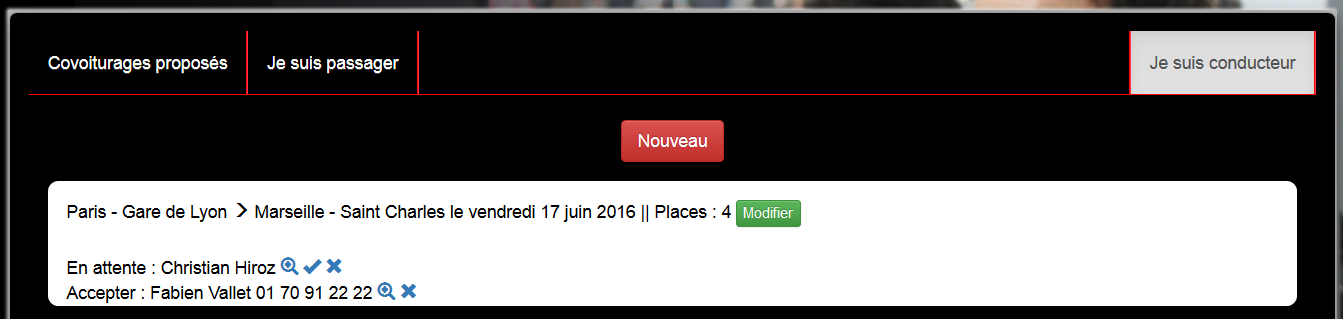 Covoiturages proposés
Je suis passager
Je suis conducteur
Nouveau
Paris - Gare de Lyon > Marseille - Saint Charles le vendredi 17 juin 2016 || Places : 4 Modifier
En attente : Christian Hiroz
Accepter : Fabien Vallet 01 70 91 22 22